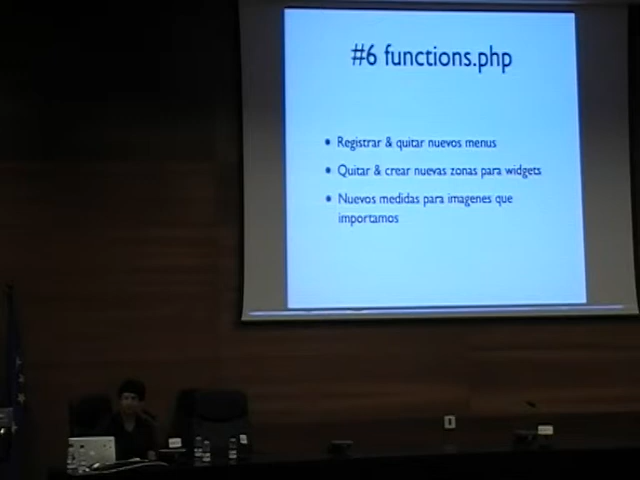 #6 functions.php
• Registrar & quitar nuevos menus
• Quitar & crear nuevas zonas para widgets
• Nuevos medidas para imagenes que
importamos